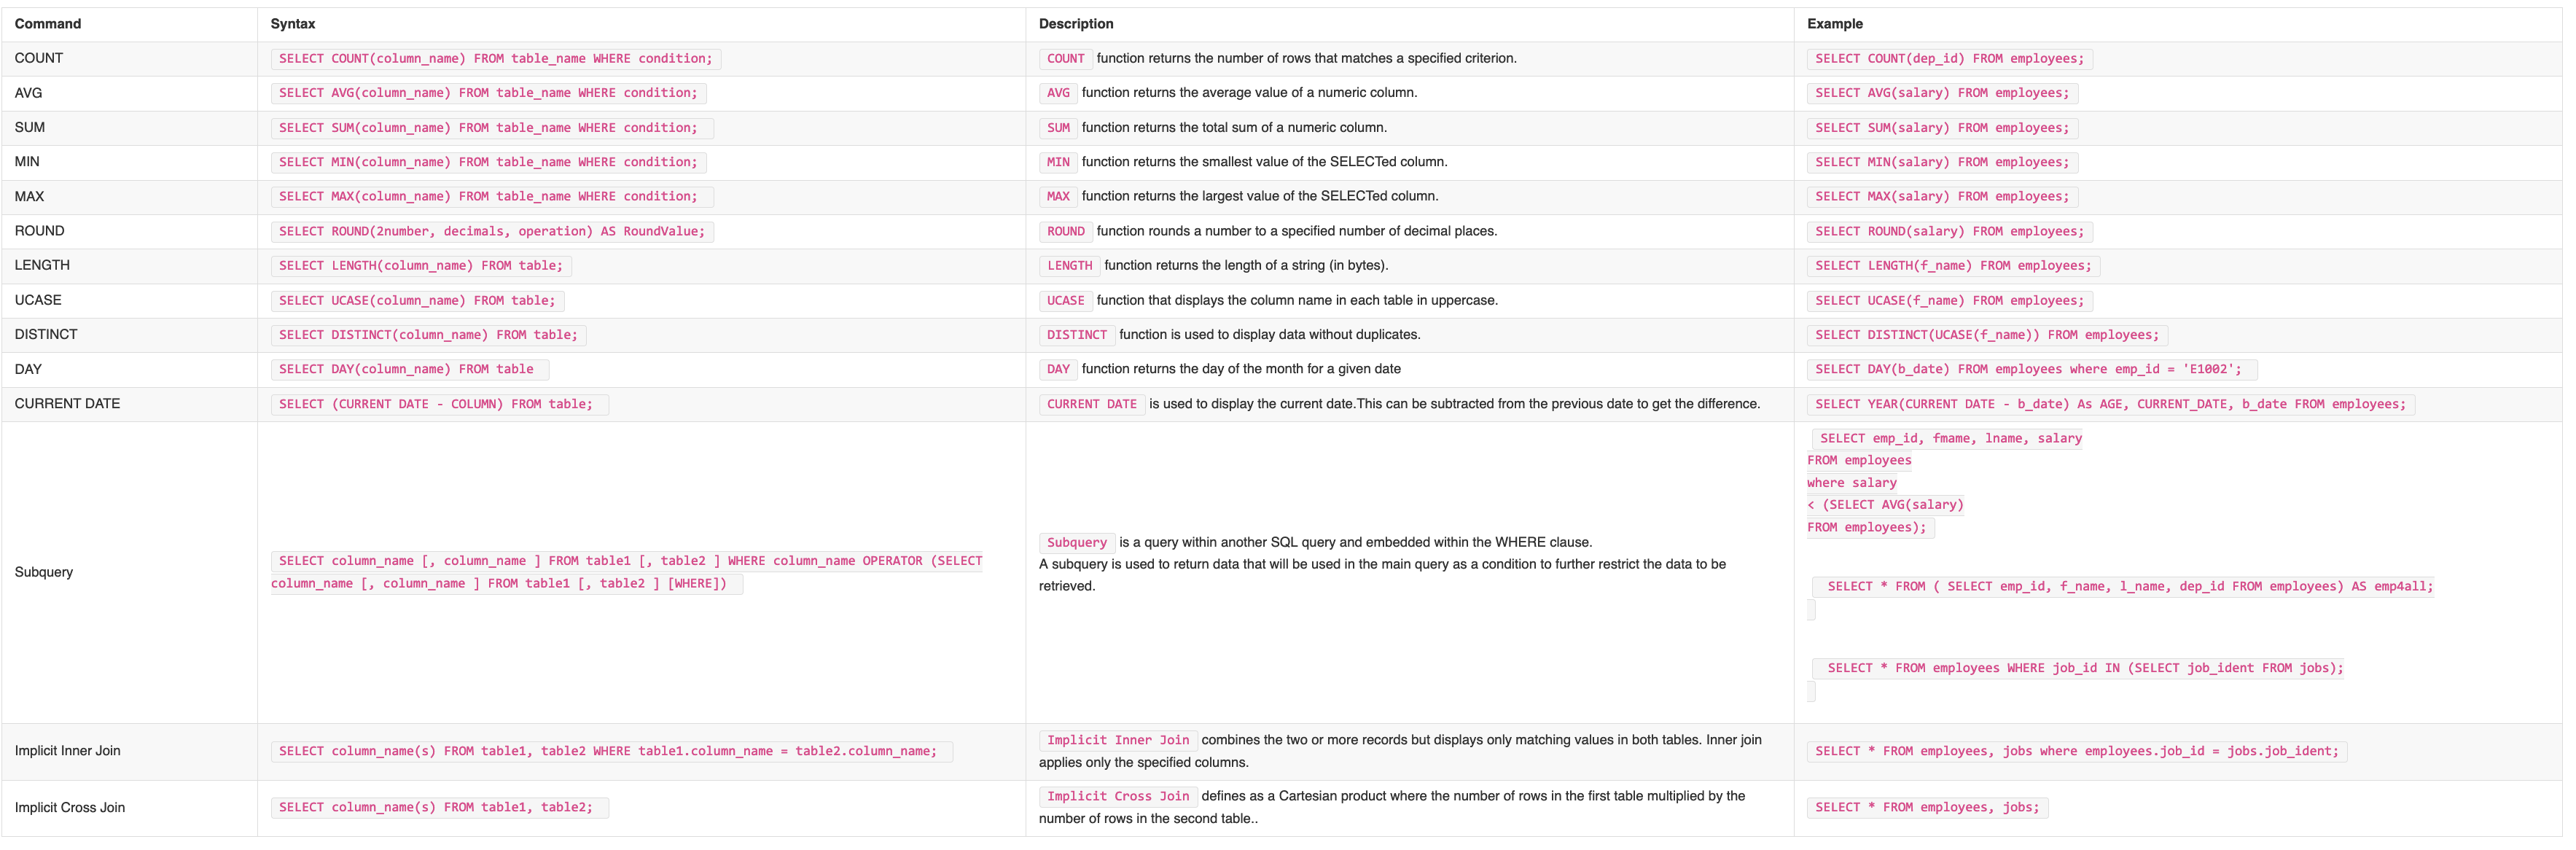 Command Syntax Description Example
COUNT SELECT COUNT(column_name) FROM table_name WHERE condition; COUNT function returns the number of rows that matches a specified criterion. SELECT COUNT(dep_id) FROM employees;
AVG SELECT AVG(column_name) FROM table_name WHERE condition; AVG function returns the average value of a numeric column. SELECT AVG(salary) FROM employees;
SUM SELECT SUM(column_name) FROM table_name WHERE condition; SUM function returns the total sum of a numeric column. SELECT SUM(salary) FROM employees;
MIN SELECT MIN(column_name) FROM table_name WHERE condition; MIN function returns the smallest value of the SELECTed column. SELECT MIN(salary) FROM employees;
MAX SELECT MAX(column_name) FROM table_name WHERE condition; MAX function returns the largest value of the SELECTed column. SELECT MAX(salary) FROM employees;
ROUND SELECT ROUND(2number, decimals, operation) AS RoundValue; ROUND function rounds a number to a specified number of decimal places. SELECT ROUND(salary) FROM employees;
LENGTH SELECT LENGTH(column_name) FROM table; LENGTH function returns the length of a string (in bytes). SELECT LENGTH(f_name) FROM employees;
UCASE SELECT UCASE(column_name) FROM table; UCASE function that displays the column name in each table in uppercase. SELECT UCASE(f_name) FROM employees;
DISTINCT SELECT DISTINCT(column_name) FROM table; DISTINCT function is used to display data without duplicates. SELECT DISTINCT(UCASE(f_name)) FROM employees;
DAY SELECT DAY(column_name) FROM table DAY function returns the day of the month for a given date SELECT DAY(b_date) FROM employees where emp_id = 'E1002';
CURRENT DATE SELECT (CURRENT DATE - COLUMN) FROM table; CURRENT DATE is used to display the current date.This can be subtracted from the previous date to get the difference. SELECT YEAR(CURRENT DATE - b_date) As AGE, CURRENT_DATE, b_date FROM employees;
Subquery
SELECT column_name [, column_name ] FROM table1 [, table2 ] WHERE column_name OPERATOR (SELECT
column_name [, column_name ] FROM table1 [, table2 ] [WHERE])
Subquery is a query within another SQL query and embedded within the WHERE clause.
A subquery is used to return data that will be used in the main query as a condition to further restrict the data to be
retrieved.
SELECT emp_id, fmame, lname, salary
FROM employees
where salary
< (SELECT AVG(salary)
FROM employees);
SELECT * FROM ( SELECT emp_id, f_name, l_name, dep_id FROM employees) AS emp4all;
SELECT * FROM employees WHERE job_id IN (SELECT job_ident FROM jobs);
Implicit Inner Join
SELECT column_name(s) FROM table1, table2 WHERE table1.column_name = table2.column_name;
Implicit Inner Join combines the two or more records but displays only matching values in both tables. Inner join
applies only the specified columns.
SELECT * FROM employees, jobs where employees.job_id = jobs.job_ident;
Implicit Cross Join
SELECT column_name(s) FROM table1, table2;
Implicit Cross Join defines as a Cartesian product where the number of rows in the first table multiplied by the
number of rows in the second table..
SELECT * FROM employees, jobs;